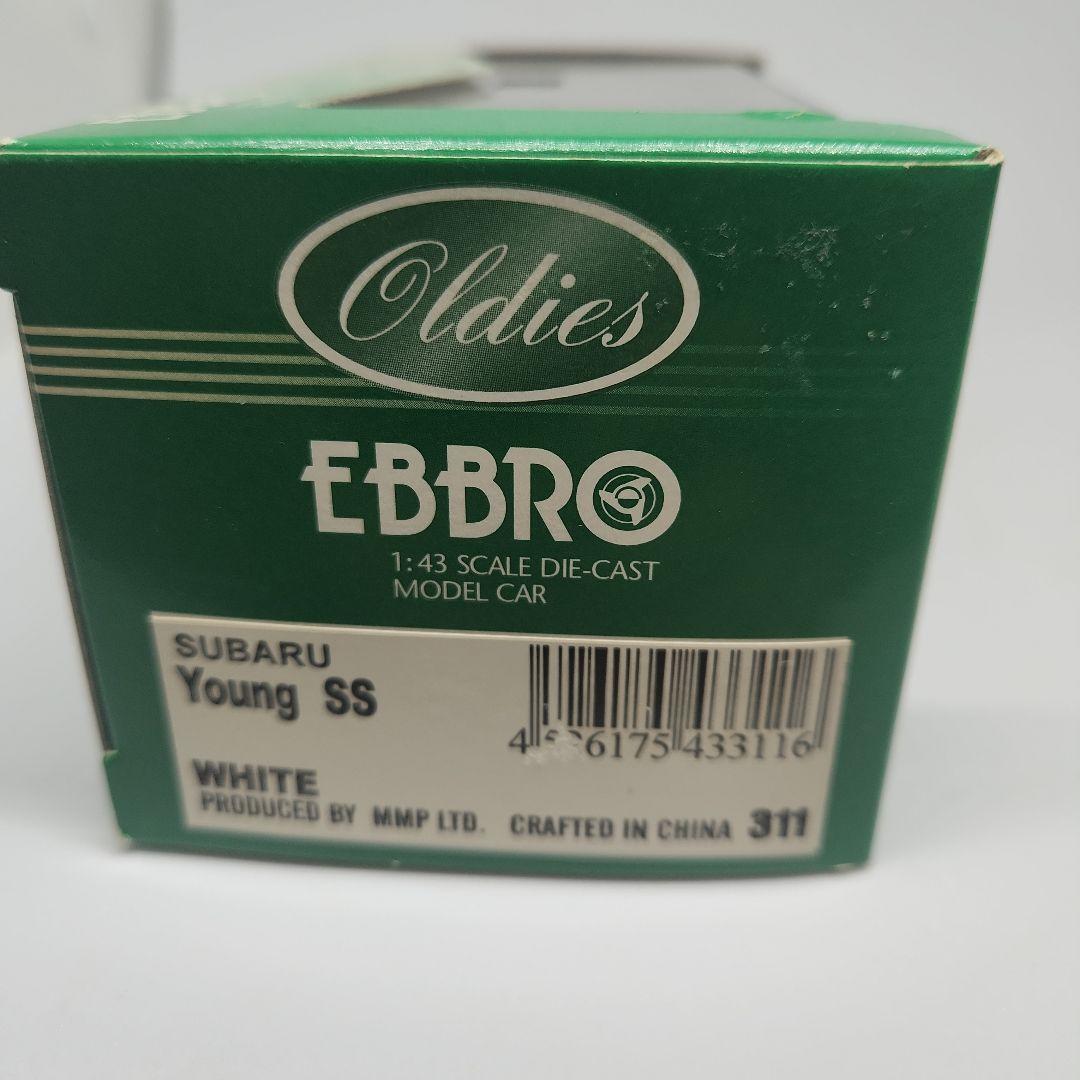 Oldies
EBBRO
1:43 SCALE DIE-CAST
MODEL CAR
SUBARU
Young SS
433116
WHITE
PRODUCED BY MMP LTD. CRAFTED IN CHINA 311